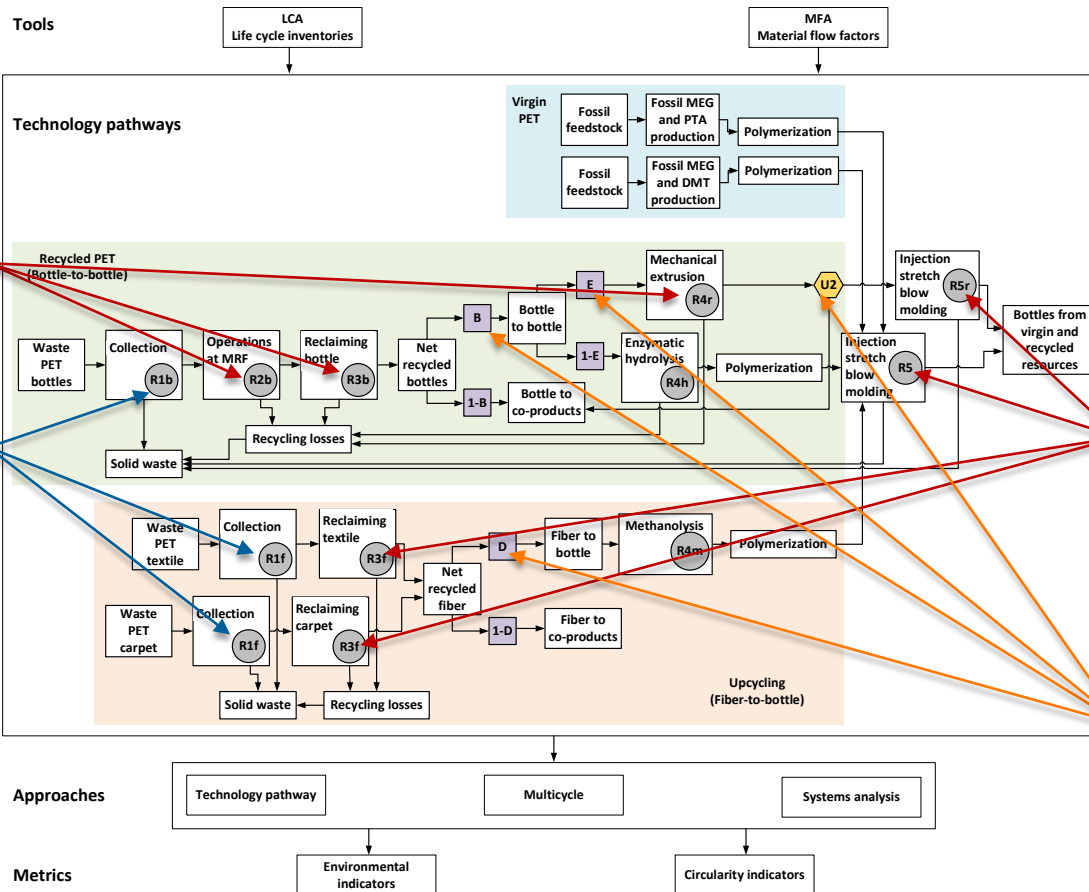 Tools
LCA
Life cycle inventories
MFA
Material flow factors
Technology pathways
Virgin
PET
Fossil
feedstock
Fossil MEG
and PTA
production
Polymerization
Fossil
feedstock
Fossil MEG
and DMT
production
Polymerization
Recycled PET
(Bottle-to-bottle)
Waste
PET
bottles
Collection
R1b
Operations
at MRF
R2b
Reclaiming
bottle
R3b
Net
recycled
bottles
B
1-B
Bottle
to bottle
Bottle to
co-products
E
1-E
Mechanical
extrusion
R4r
Enzymatic
hydrolysis
R4h
Polymerization
U2
Injection
stretch
blow
molding
R5r
Injection
stretch
blow
molding
R5
Bottles from
virgin and
recycled
resources
Recycling losses
Solid waste
Waste
PET
textile
Collection
R1f
Reclaiming
textile
R3f
Waste
PET
carpet
Collection
R1f
Reclaiming
carpet
R3f
Net
recycled
fiber
D
1-D
Fiber to
bottle
Fiber to
co-products
Methanolysis
R4m
Polymerization
Solid waste
Recycling losses
Upcycling
(Fiber-to-bottle)
Approaches
Technology pathway
Multicycle
Systems analysis
Metrics
Environmental
indicators
Circularity indicators